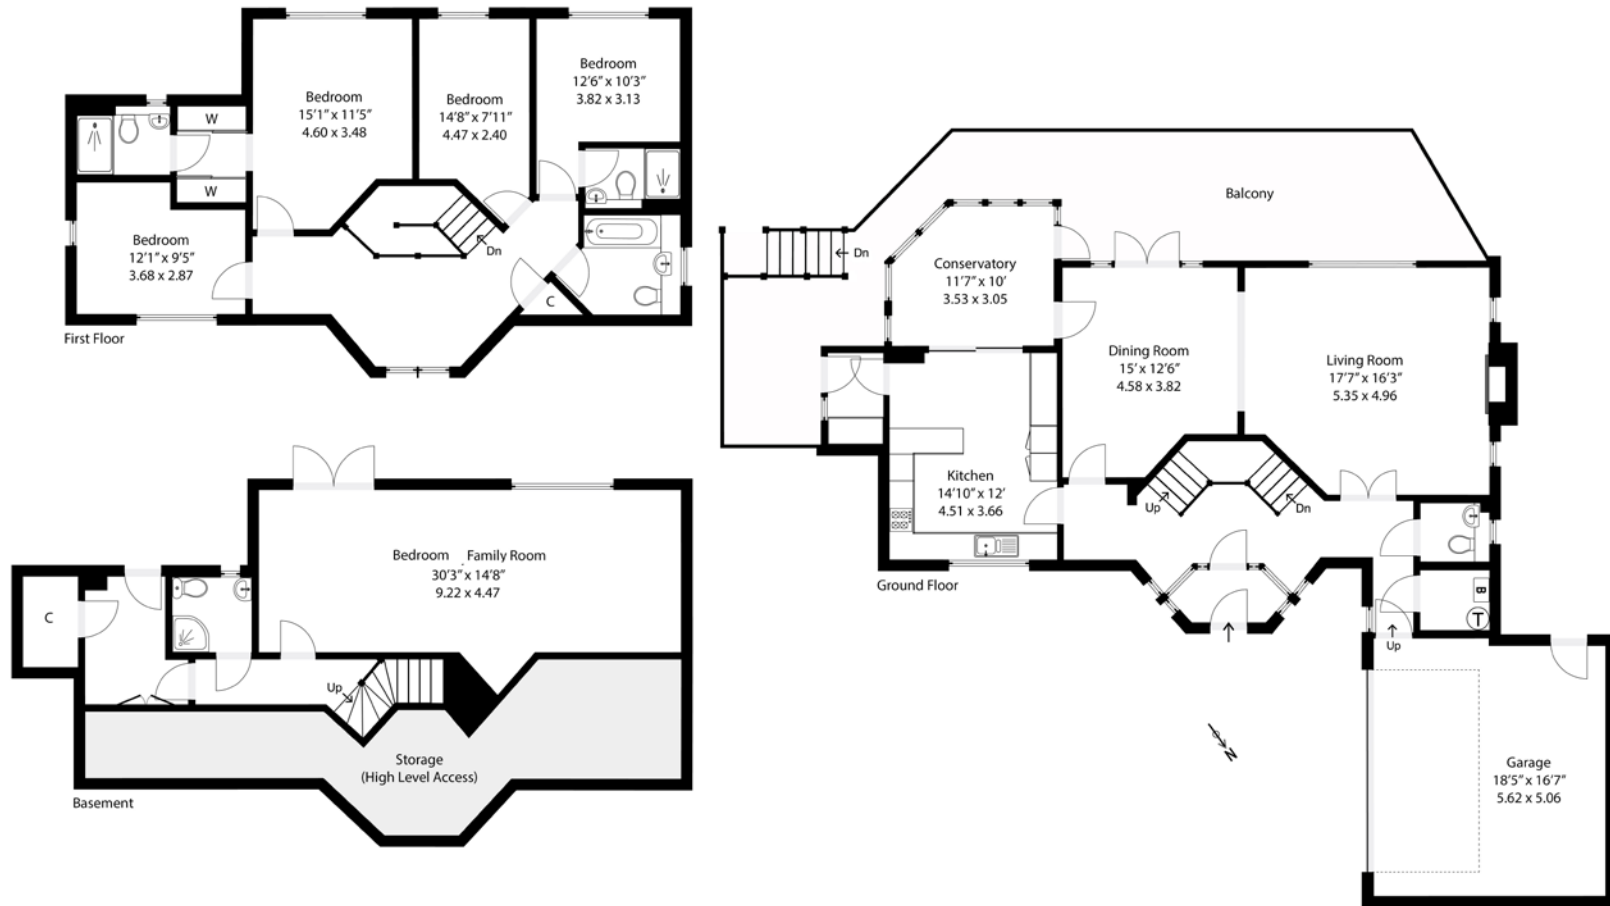 Bedroom
15'1" x 11'5"
4.60 x 3.48
Bedroom
14'8" x 7'11"
4.47 x 2.40
Bedroom
12'6" x 10'3"
3.82 x 3.13
W
W
Bedroom
12'1" x 9'5"
3.68 x 2.87
Dn
C
First Floor
Balcony
Dn
Conservatory
11'7" x 10'
3.53 x 3.05
Dining Room
15' x 12'6"
4.58 x 3.82
Living Room
17'7" x 16'3"
5.35 x 4.96
Kitchen
14'10" x 12'
4.51 x 3.66
Up
Dn
Ground Floor
B
T
Up
Garage
18'5" x 16'7"
5.62 x 5.06
N
Bedroom Family Room
30'3" x 14'8"
9.22 x 4.47
C
Up
Storage
(High Level Access)
Basement